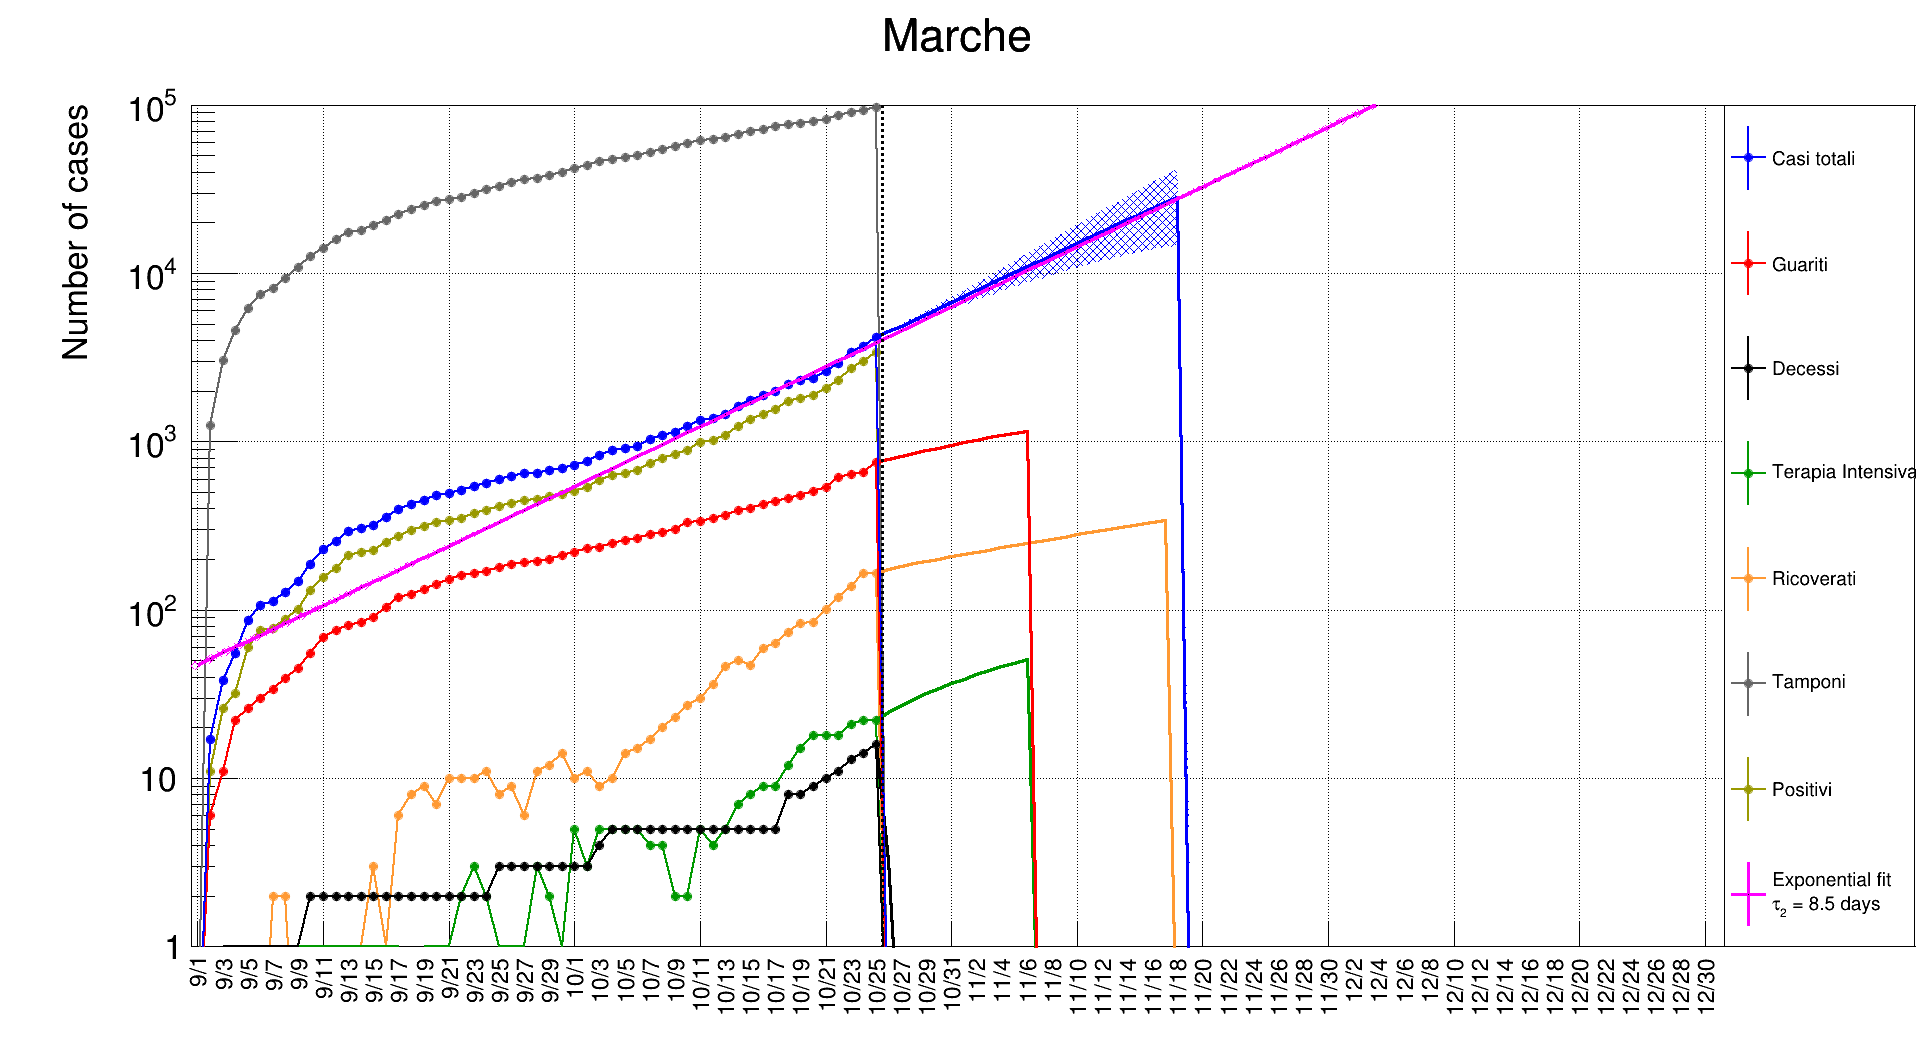 Marche
Number of cases
10^5
10^4
10^3
10^2
10
1
9/1 9/3 9/5 9/7 9/9 9/11 9/13 9/15 9/17 9/19 9/21 9/23 9/25 9/27 9/29 10/1 10/3 10/5 10/7 10/9 10/11 10/13 10/15 10/17 10/19 10/21 10/23 10/25 10/27 10/29 10/31 11/2 11/4 11/6 11/8 11/10 11/12 11/14 11/16 11/18 11/20 11/22 11/24 11/26 11/28 11/30 12/2 12/4 12/6 12/8 12/10 12/12 12/14 12/16 12/18 12/20 12/22 12/24 12/26 12/28 12/30
Casi totali
Guariti
Decessi
Terapia Intensiva
Ricoverati
Tamponi
Positivi
Exponential fit
τ₂ = 8.5 days